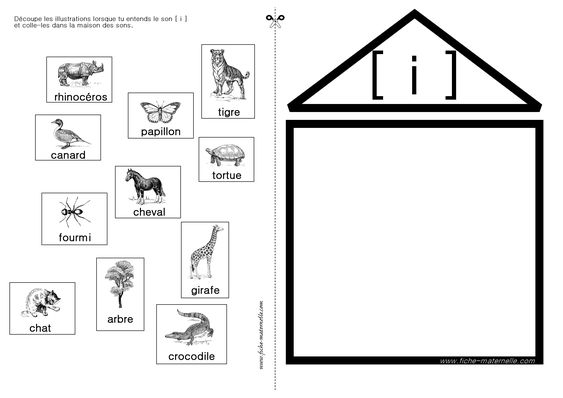 Découpe les illustrations lorsque tu entends le son [ i ]
et colle-les dans la maison des sons.
[ i ]
rhinocéros
tigre
papillon
canard
tortue
cheval
fourmi
girafe
arbre
chat
crocodile
www.fiche-maternelle.com
www.fiche-maternelle.com